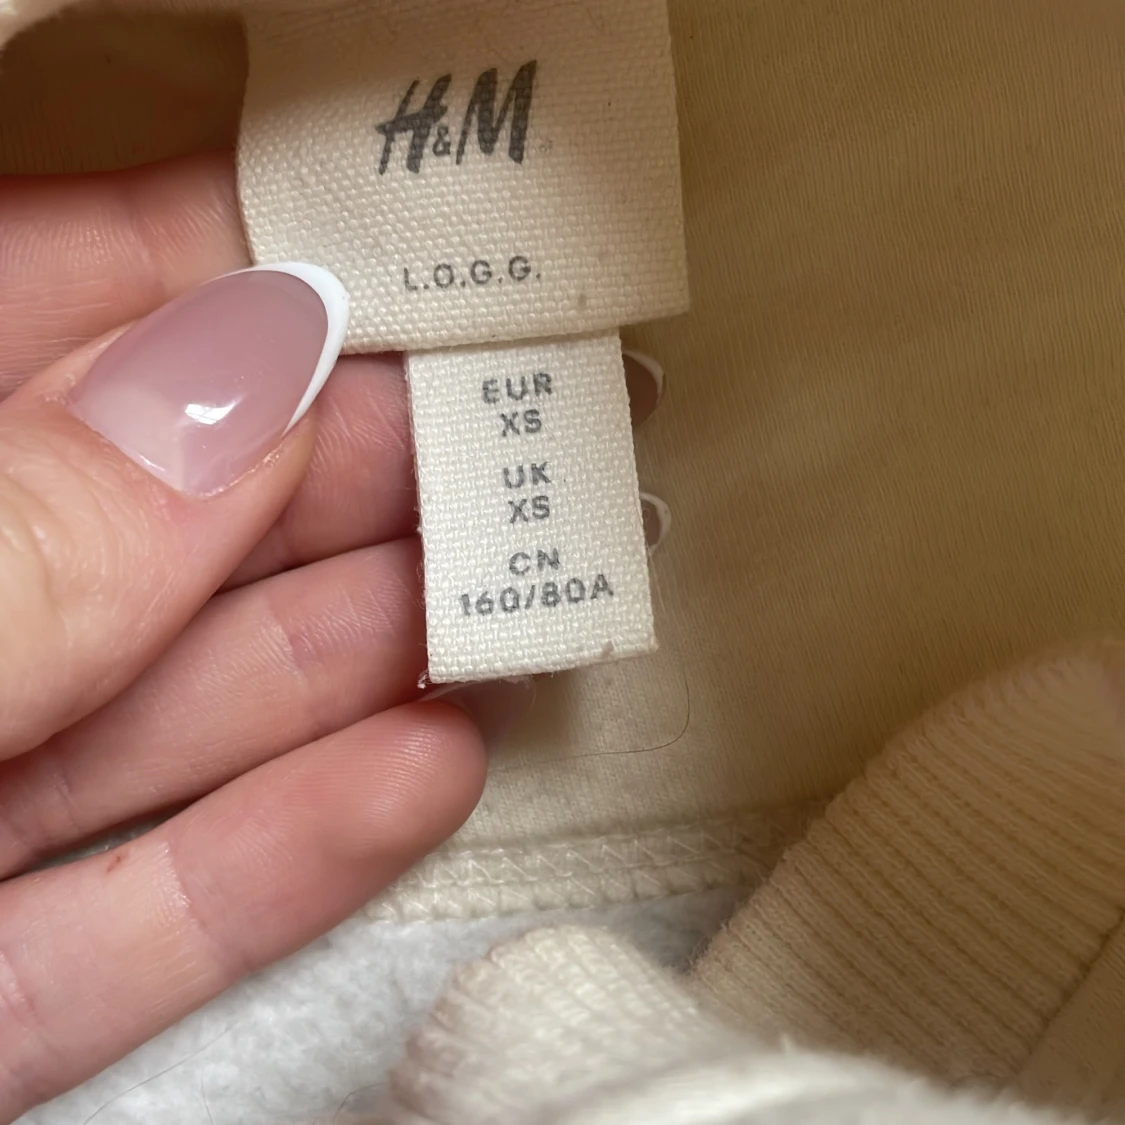 H&M
L.O.G.G.
EUR
XS
UK
XS
CN
160/80A